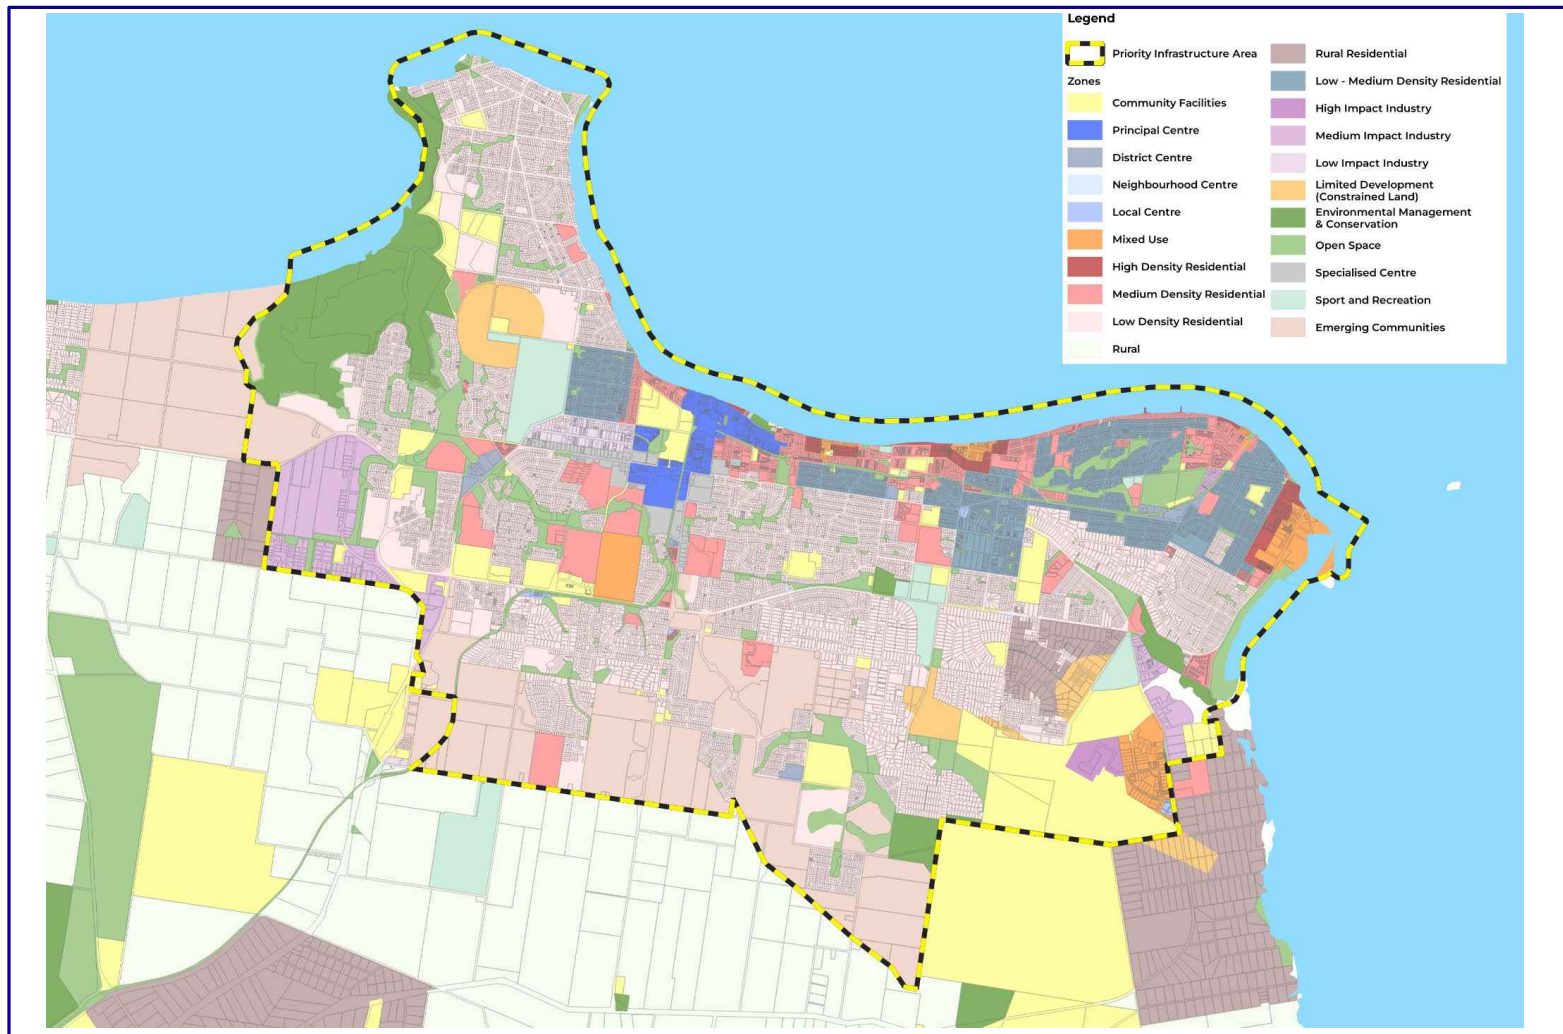 Legend
Priority Infrastructure Area
Zones
Community Facilities
Principal Centre
District Centre
Neighbourhood Centre
Local Centre
Mixed Use
High Density Residential
Medium Density Residential
Low Density Residential
Rural
Rural Residential
Low - Medium Density Residential
High Impact Industry
Medium Impact Industry
Low Impact Industry
Limited Development
(Constrained Land)
Environmental Management
& Conservation
Open Space
Specialised Centre
Sport and Recreation
Emerging Communities